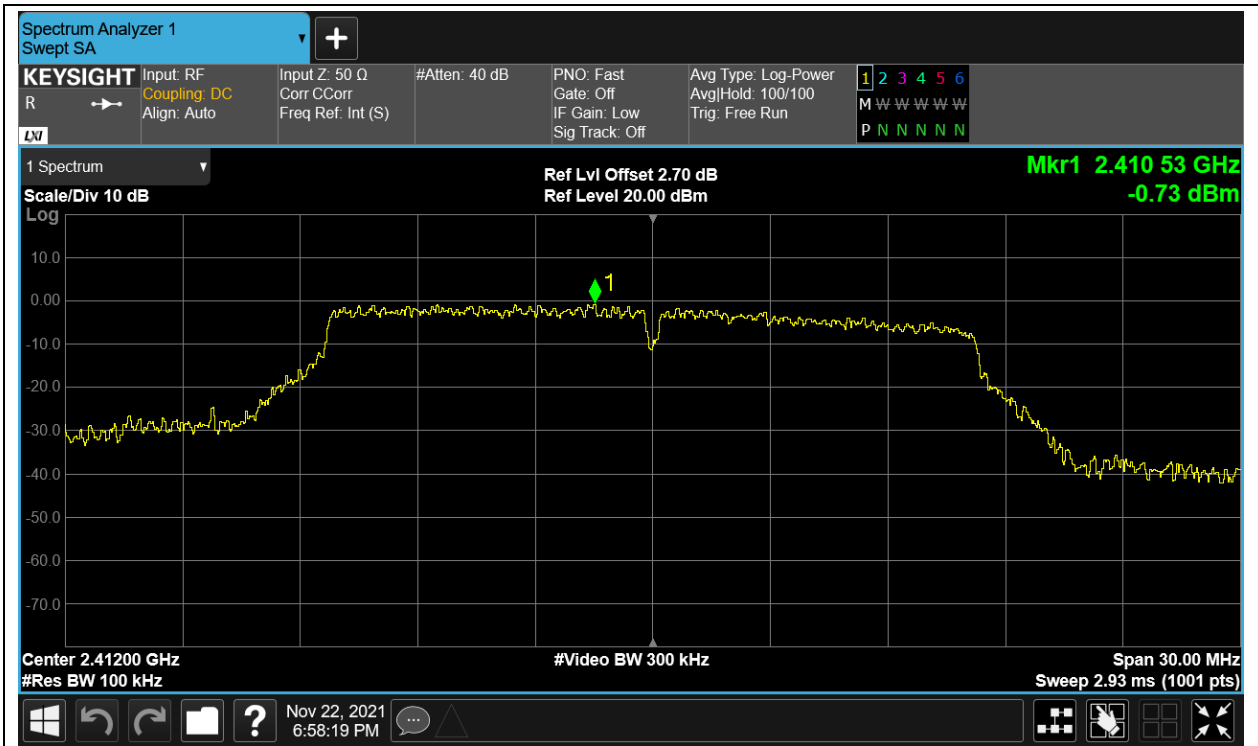 Spectrum Analyzer 1
Swept SA
KEYSIGHT
R
LXI
Input: RF
Coupling: DC
Align: Auto
Input Z: 50 Ω
Corr CCorr
Freq Ref: Int (S)
#Atten: 40 dB
PNO: Fast
Gate: Off
IF Gain: Low
Sig Track: Off
Avg Type: Log-Power
Avg|Hold: 100/100
Trig: Free Run
1 2 3 4 5 6
M W W W W W W
P N N N N N
1 Spectrum
Scale/Div 10 dB
Log
Ref Lvl Offset 2.70 dB
Ref Level 20.00 dBm
Mkr1 2.410 53 GHz
-0.73 dBm
1
10.0
0.00
-10.0
-20.0
-30.0
-40.0
-50.0
-60.0
-70.0
Center 2.41200 GHz
#Video BW 300 kHz
Span 30.00 MHz
#Res BW 100 kHz
Sweep 2.93 ms (1001 pts)
?
Nov 22, 2021
6:58:19 PM